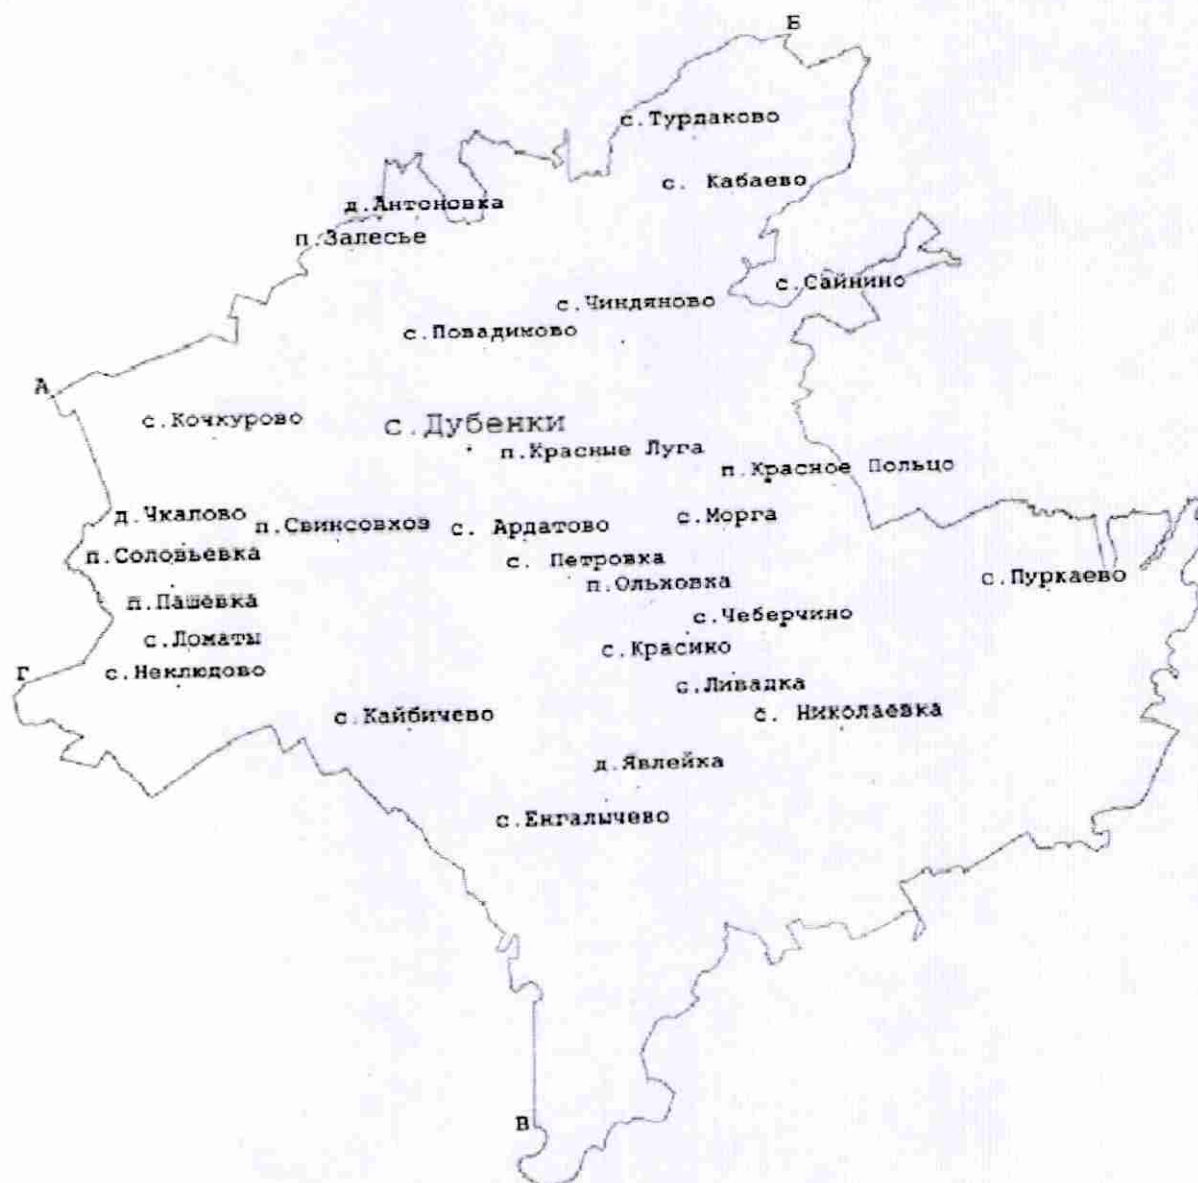 Б
с.Турдаково
с. Кабаево
д.Антоновка
п.Залесье
с.Сайнино
с.Чиндяново
с.Повадимово
А
с.Кочкурово
с.Дубенки
п.Красные Луга
п.Красное Польцо
д.Чкалово
п.Свинсовхоз
с. Ардатово
с.Морга
п.Соловьевка
с. Петровка
п.Ольховка
с.Пуркаево
п.Пашевка
с.Чеберчино
с.Ломаты
с.Красико
Г
с.Неклюдово
с.Ливадка
с.Кайбичево
с. Николаевка
д.Явлейка
с.Енгалычево
В